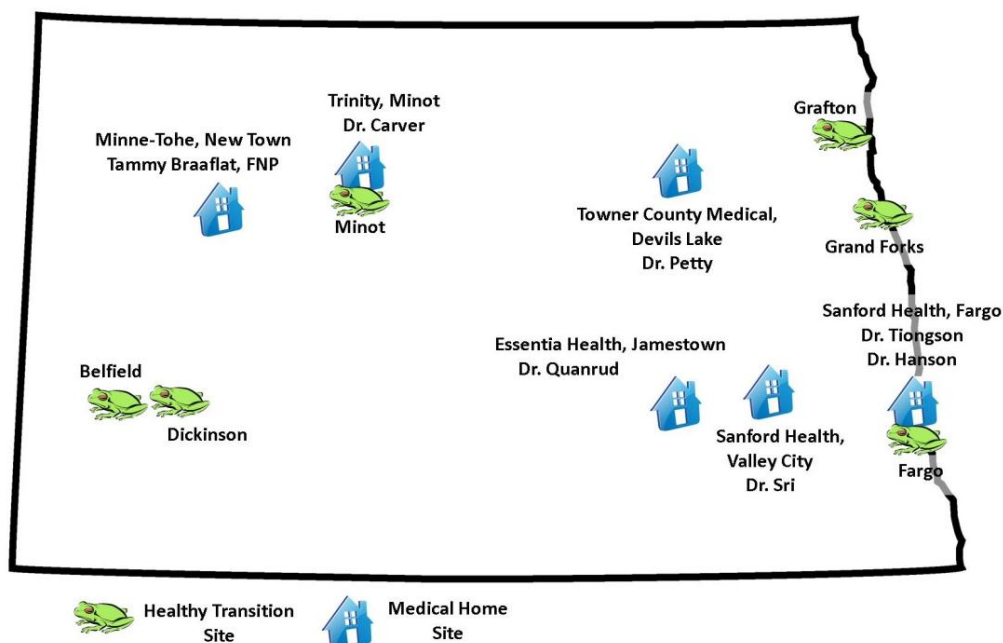 Trinity, Minot
Dr. Carver
Grafton
Minne-Tohe, New Town
Tammy Braaflat, FNP
Minot
Towner County Medical,
Devils Lake
Dr. Petty
Grand Forks
Sanford Health, Fargo
Dr. Tiongson
Dr. Hanson
Essentia Health, Jamestown
Dr. Quanrud
Belfield
Dickinson
Sanford Health,
Valley City
Dr. Sri
Fargo
Healthy Transition
Site
Medical Home
Site